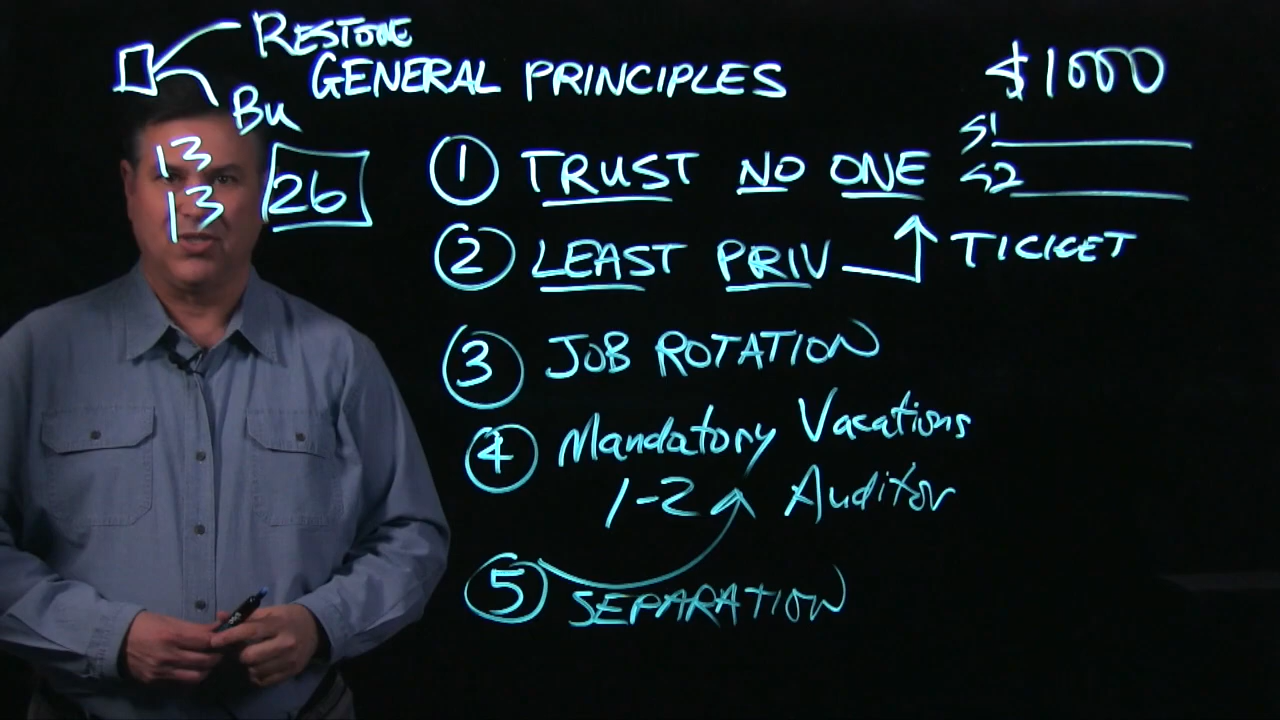 RESTORE
GENERAL PRINCIPLES
BU
13
13
26
$1000
S1
S2
1 TRUST NO ONE
2 LEAST PRIV
TICKET
3 JOB ROTATION
4 Mandatory Vacations
1-2 Auditor
5 SEPARATION